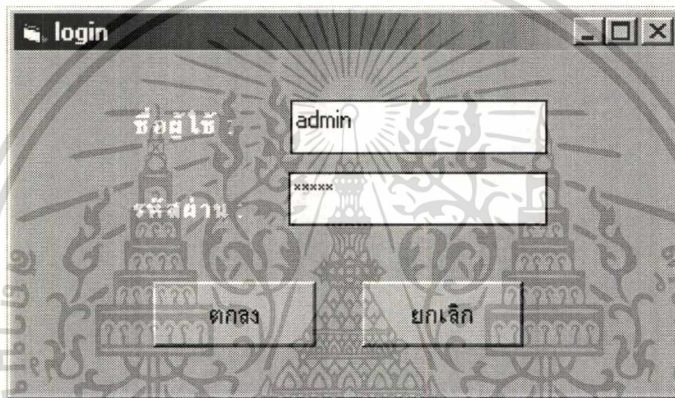 login
ชื่อผู้ใช้ : admin
รหัสผ่าน : xxxxx
ตกลง ยกเลิก